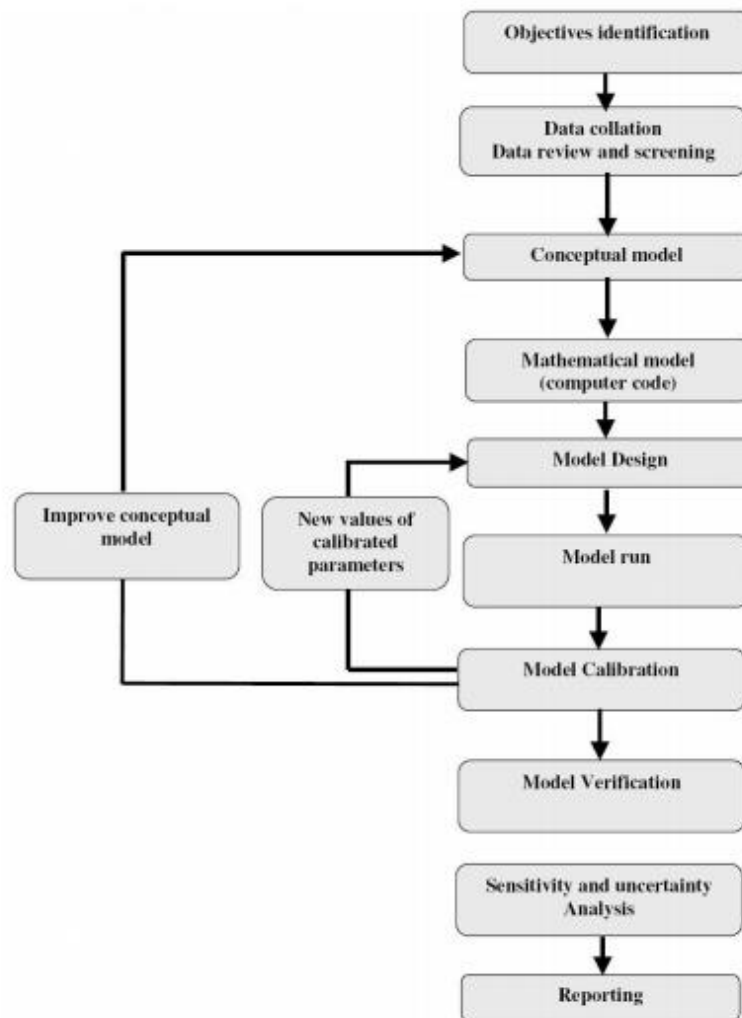 Objectives identification
Data collation
Data review and screening
Conceptual model
Mathematical model
(computer code)
Model Design
Improve conceptual
model
New values of
calibrated
parameters
Model run
Model Calibration
Model Verification
Sensitivity and uncertainty
Analysis
Reporting